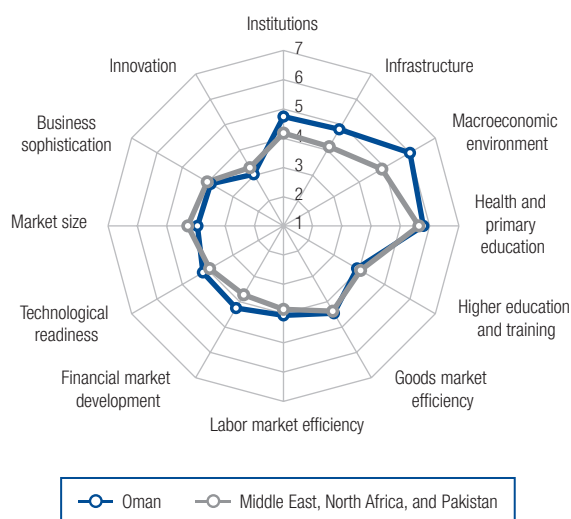 Institutions
7
6
5
4
3
2
1
Innovation
Infrastructure
Business
sophistication
Macroeconomic
environment
Market size
Health and
primary
education
Technological
readiness
Higher education
and training
Financial market
development
Goods market
efficiency
Labor market efficiency
Oman
Middle East, North Africa, and Pakistan